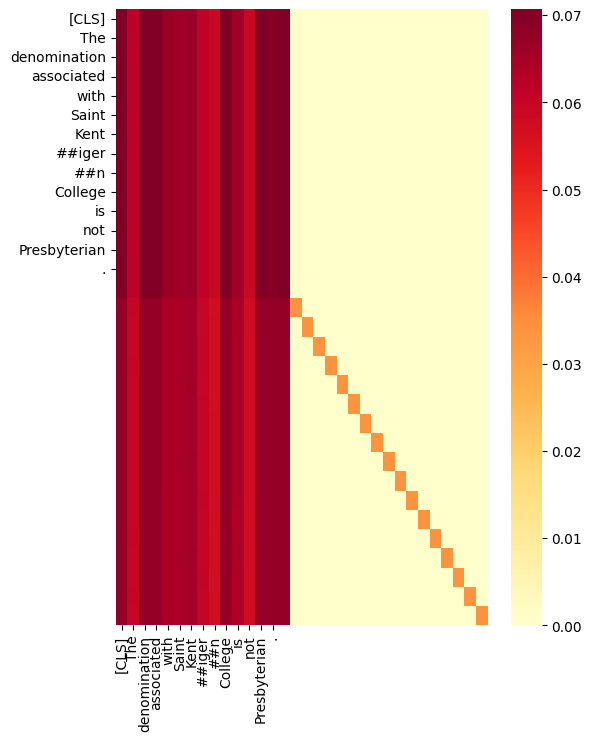 [CLS]
The
denomination
associated
with
Saint
Kent
##iger
##n
College
is
not
Presbyterian
.
0.07
0.06
0.05
0.04
0.03
0.02
0.01
0.00
[CLS]
The
denomination
associated
with
Saint
Kent
##iger
##n
College
is
not
Presbyterian
.